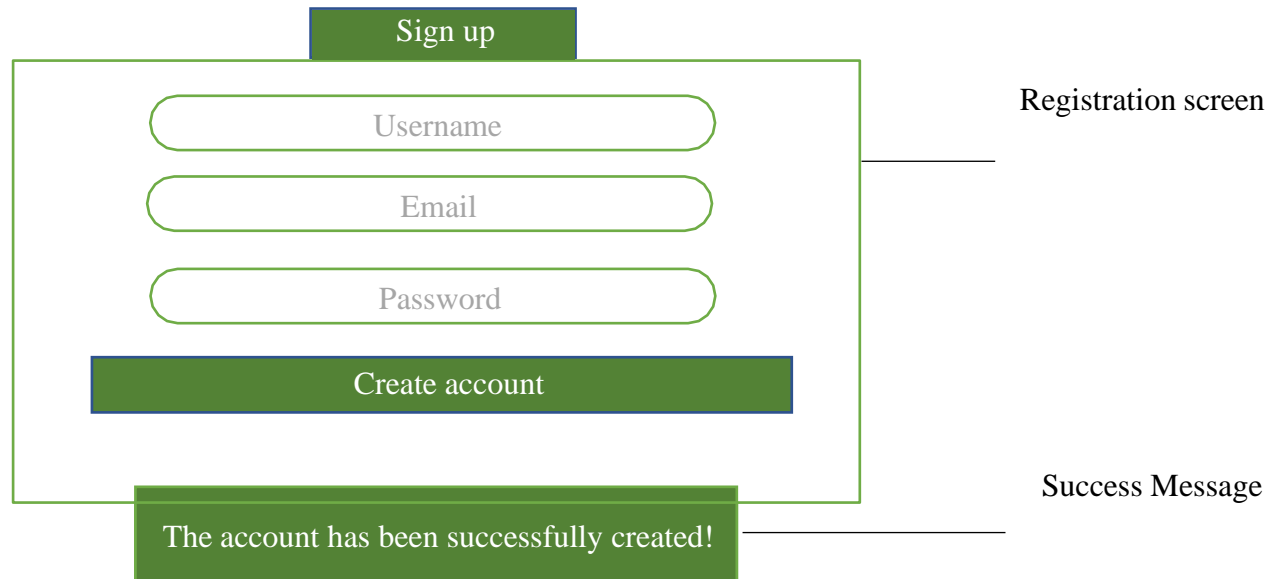 Sign up
Registration screen
Username
Email
Password
Create account
Success Message
The account has been successfully created!